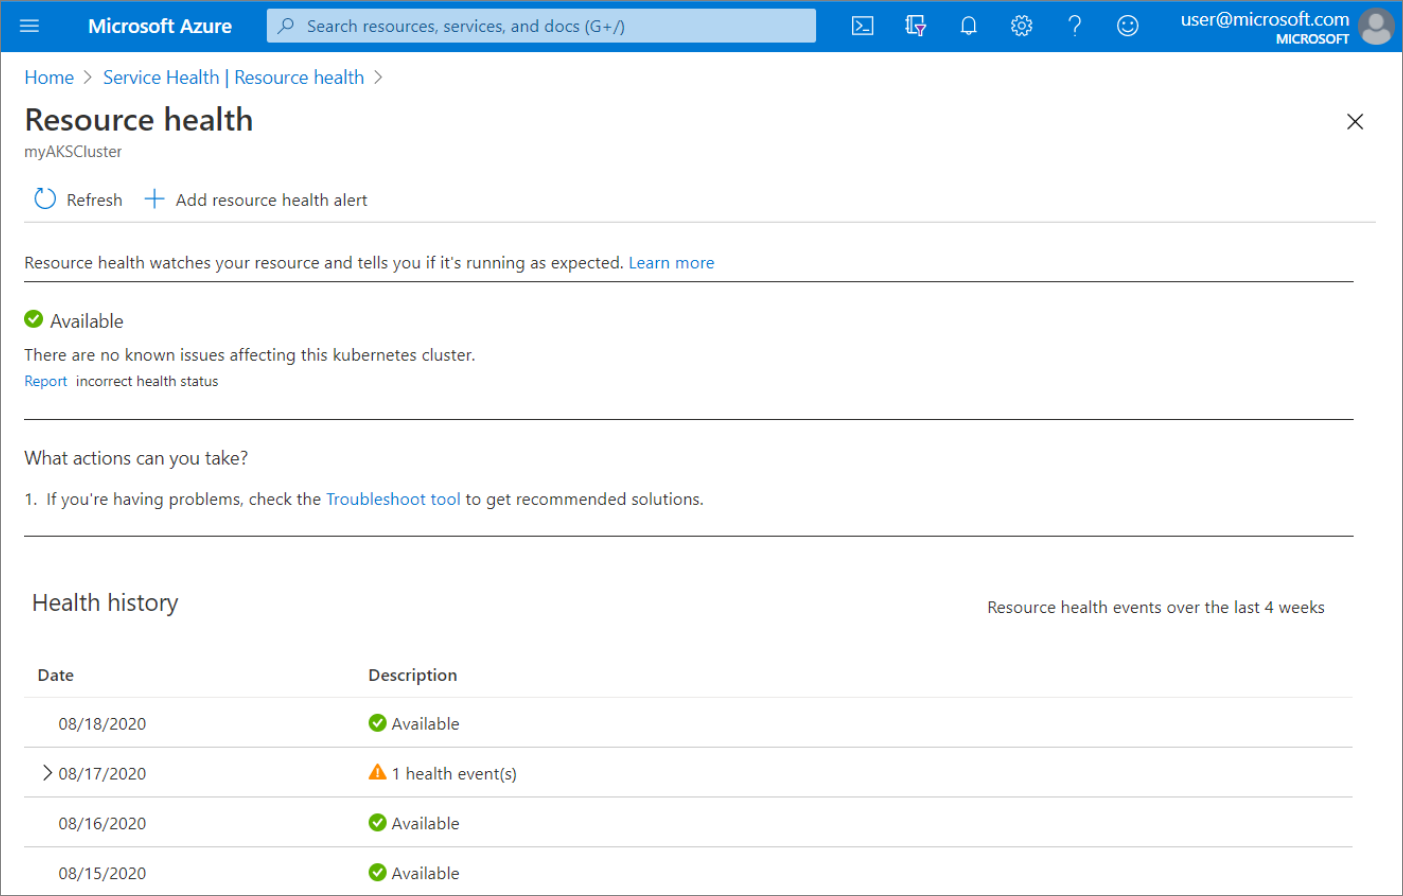 Microsoft Azure
Search resources, services, and docs (G+/)
user@microsoft.com
MICROSOFT
Home > Service Health | Resource health >
Resource health
myAKSCluster
Refresh
Add resource health alert
Resource health watches your resource and tells you if it's running as expected. Learn more
Available
There are no known issues affecting this kubernetes cluster.
Report incorrect health status
What actions can you take?
1. If you're having problems, check the Troubleshoot tool to get recommended solutions.
Health history
Resource health events over the last 4 weeks
Date Description
08/18/2020 Available
08/17/2020 1 health event(s)
08/16/2020 Available
08/15/2020 Available